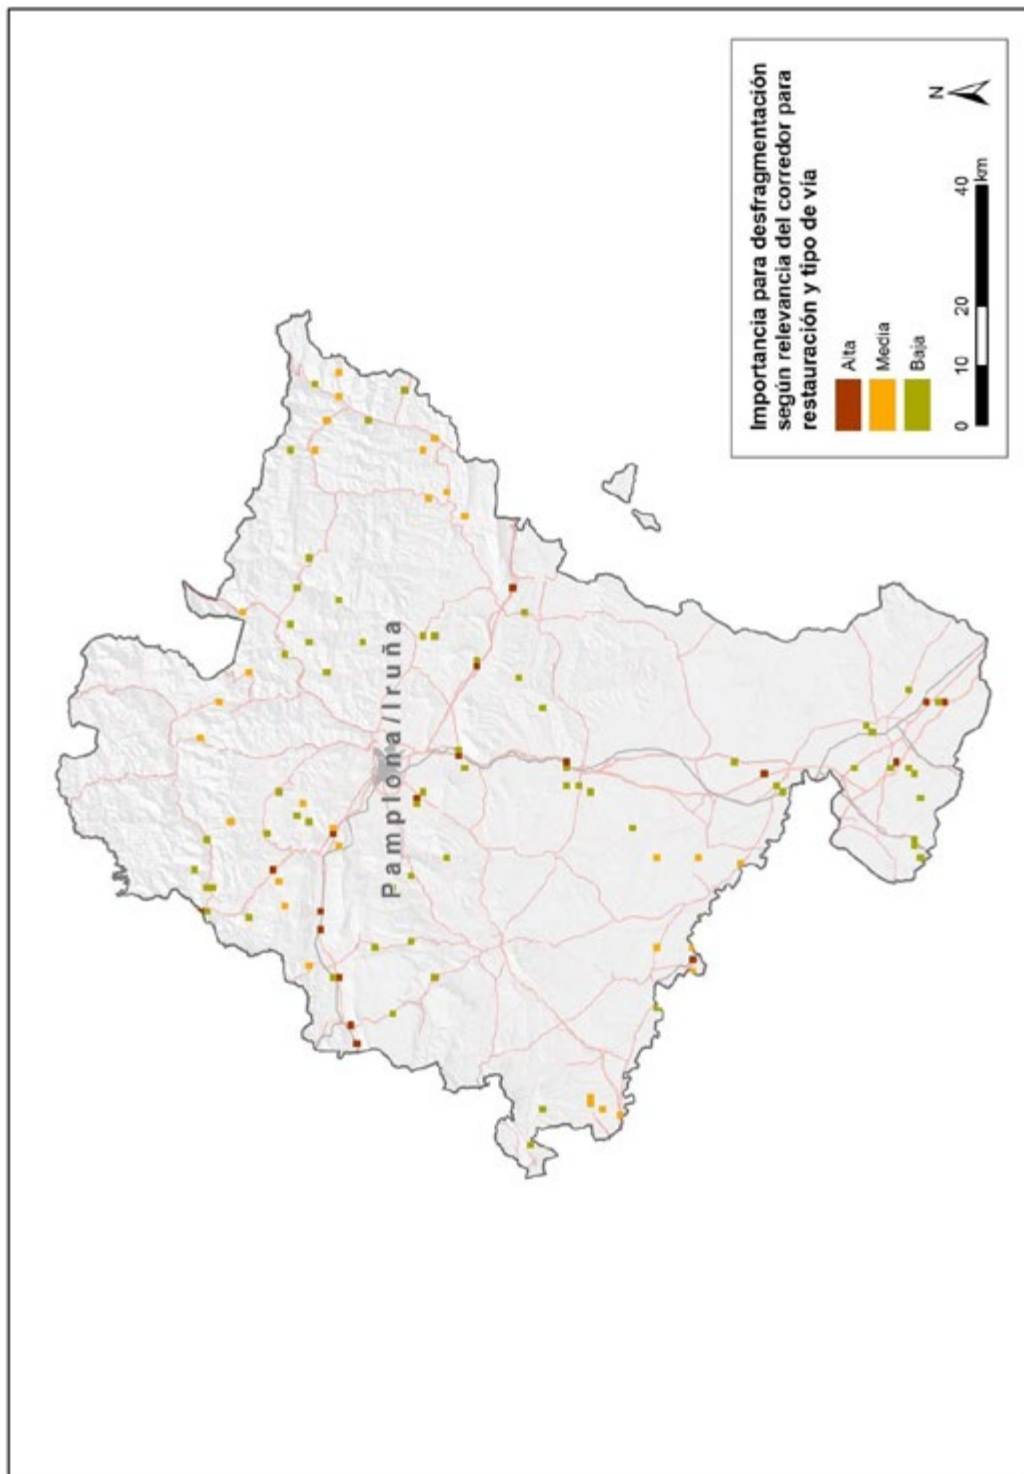 Pamplona/Iruña
Importancia para desfragmentación
según relevancia del corredor para
restauración y tipo de vía
Alta
Media
Baja
N
0 10 20 40
km